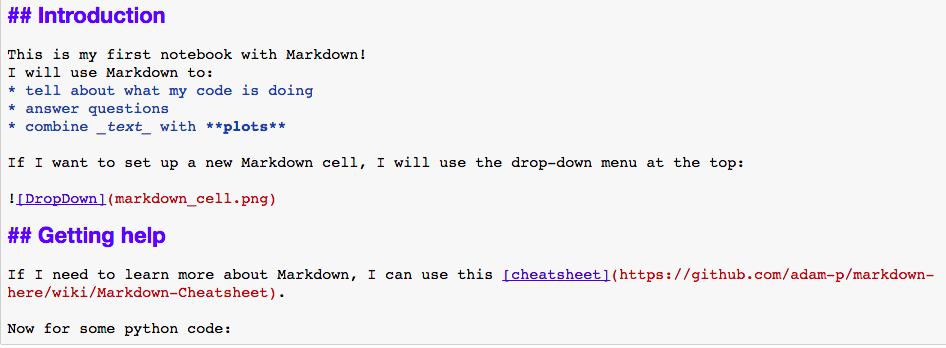 ## Introduction
This is my first notebook with Markdown!
I will use Markdown to:
* tell about what my code is doing
* answer questions
* combine _text_ with **plots**
If I want to set up a new Markdown cell, I will use the drop-down menu at the top:
![DropDown](markdown_cell.png)
## Getting help
If I need to learn more about Markdown, I can use this [cheatsheet](https://github.com/adam-p/markdown-
here/wiki/Markdown-Cheatsheet).
Now for some python code: